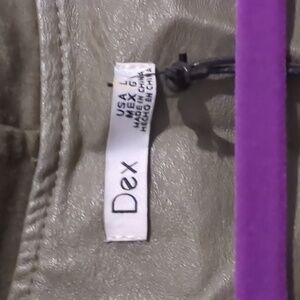 Dex
USA L
MEX G
MADE IN CHINA
HECHO EN CHINA